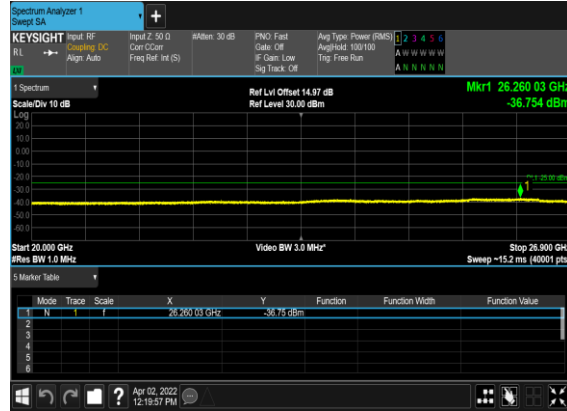 Spectrum Analyzer 1
Swept SA
+
KEYSIGHT Input: RF Input Z: 50 Ω #Atten: 30 dB PNO: Fast Avg Type: Power (RMS) 1 2 3 4 5 6
RL Coupling: DC Corr CCorr Gate: Off Avg|Hold: 100/100 A W W W W W
Align: Auto Freq Ref: Int (S) IF Gain: Low Trig: Free Run
LW Sig Track: Off A N N N N N
1 Spectrum Ref Lvl Offset 14.97 dB Mkr1 26.260 03 GHz
Scale/Div 10 dB Ref Level 30.00 dBm -36.754 dBm
Log
20.0
10.0
0.00
-10.0
-20.0
-25.00 dBm
-30.0 1
-40.0
-50.0
-60.0
Start 20.000 GHz Video BW 3.0 MHz* Stop 26.900 GHz
#Res BW 1.0 MHz Sweep ~15.2 ms (40001 pts
5 Marker Table
Mode Trace Scale X Y Function Function Width Function Value
1 N 1 f 26.260 03 GHz -36.75 dBm
2
3
4
5
6
? Apr 02, 2022
12:19:57 PM